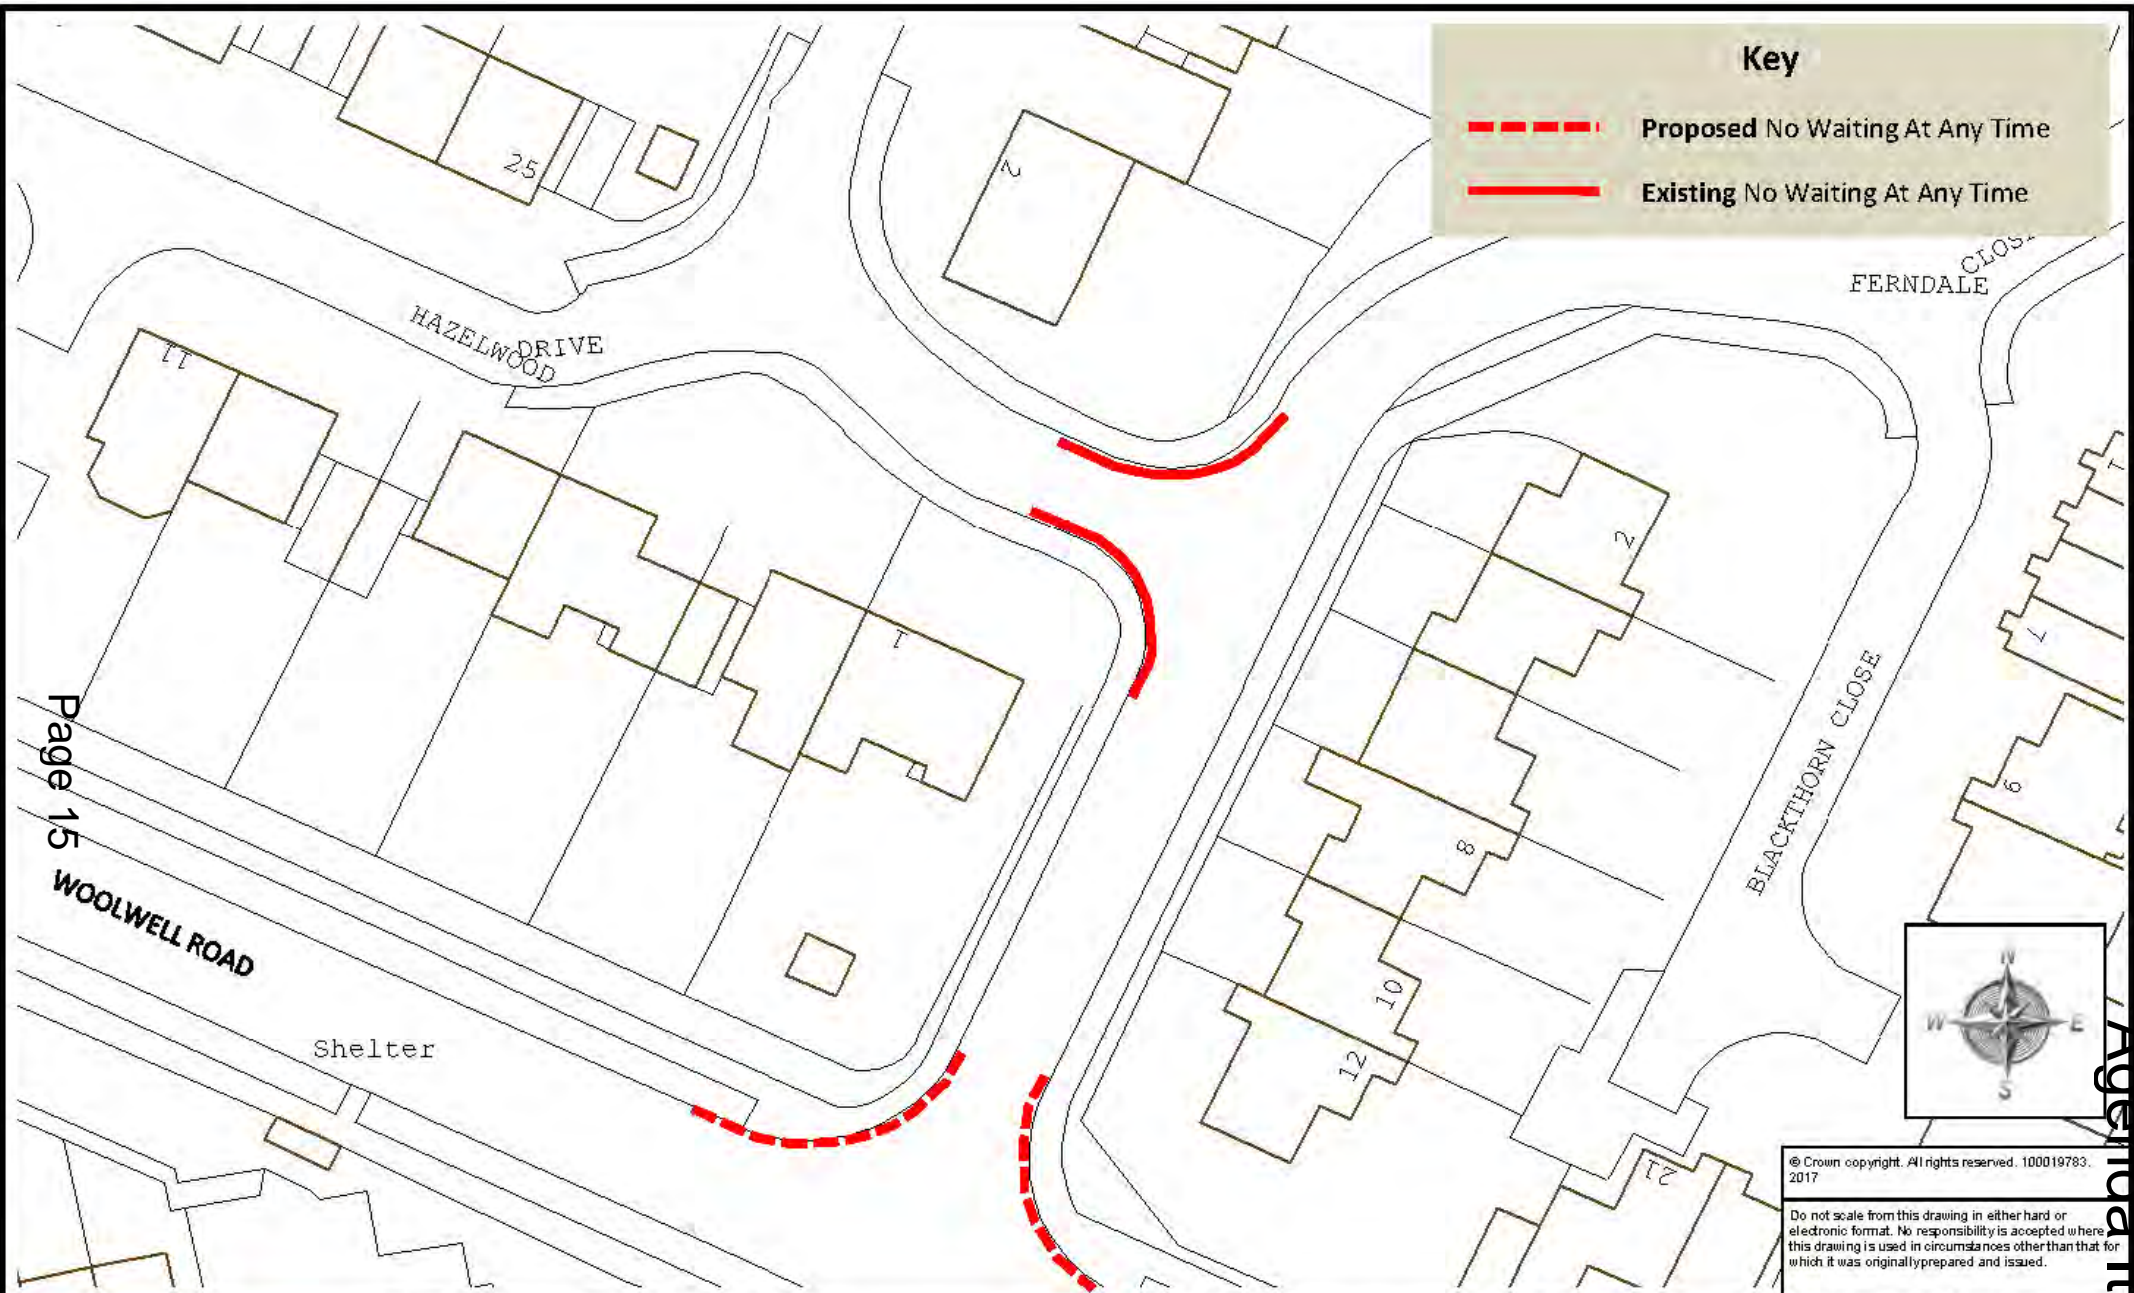 Key
Proposed No Waiting At Any Time
Existing No Waiting At Any Time
25
2
FERNDALE
CLOSE
HAZELWOOD
DRIVE
11
1
2
1
7
9
8
10
12
21
BLACKTHORN CLOSE
Page 15
WOOLWELL ROAD
Shelter
N
W
E
S
© Crown copyright. All rights reserved. 100019783.
2017
Do not scale from this drawing in either hard or
electronic format. No responsibility is accepted where
this drawing is used in circumstances other than that for
which it was originally prepared and issued.
Agenda It